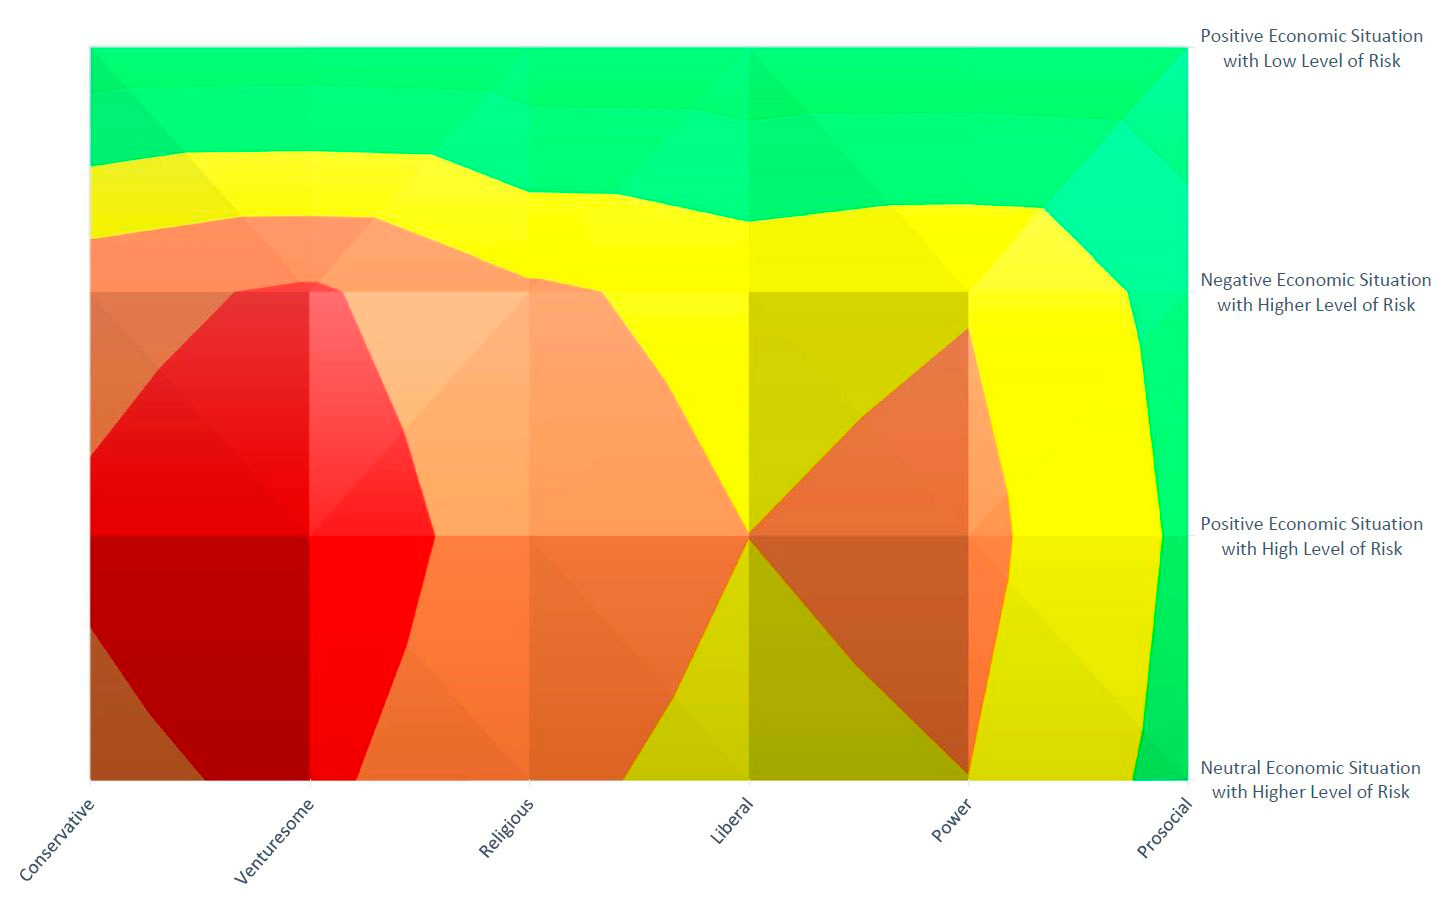 Positive Economic Situation
with Low Level of Risk
Negative Economic Situation
with Higher Level of Risk
Positive Economic Situation
with High Level of Risk
Neutral Economic Situation
with Higher Level of Risk
Conservative
Venturesome
Religious
Liberal
Power
Prosocial